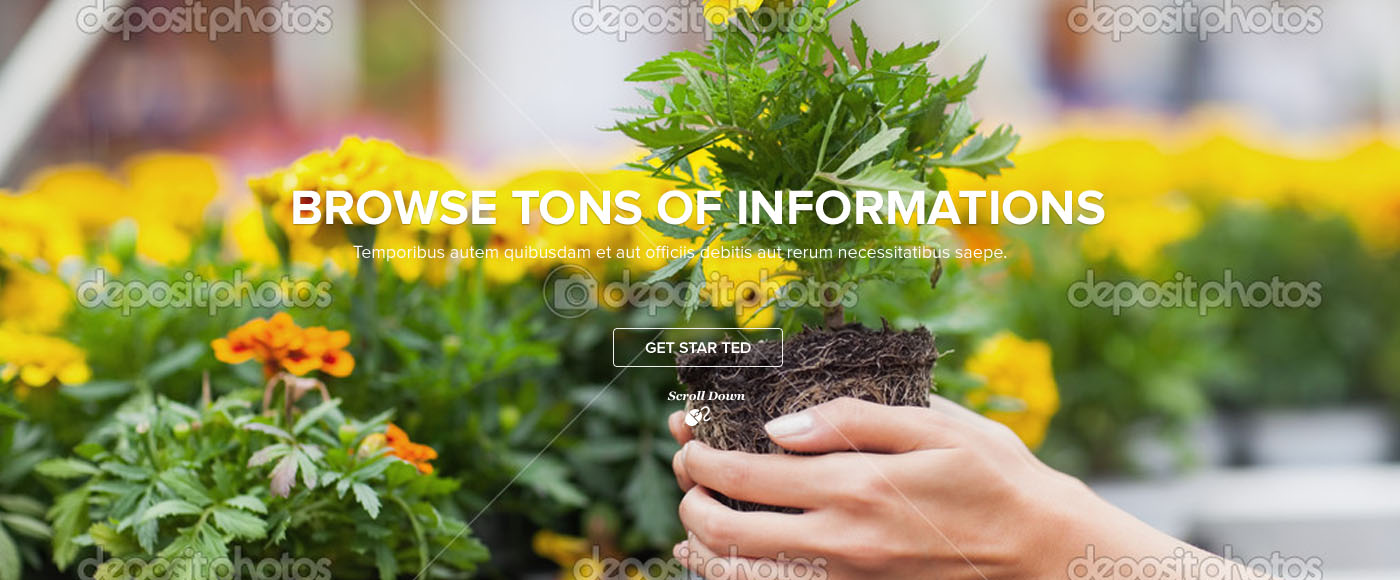 depositphotos depositphotos depositphotos
BROWSE TONS OF INFORMATIONS
Temporibus autem quibusdam et aut officiis debitis aut rerum necessitatibus saepe.
depositphotos depositphotos depositphotos
GET STAR TED
Scroll Down
depositphotos depositphotos depositphotos